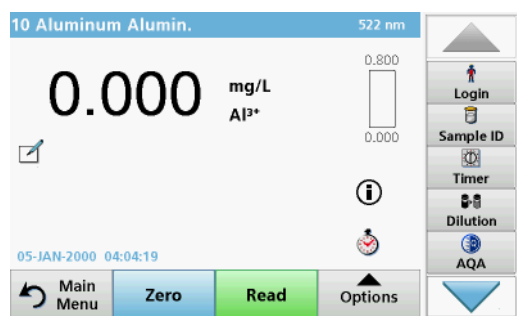 10 Aluminum Alumin.
522 nm
0.000
mg/L
Al³⁺
0.800
0.000
i
05-JAN-2000 04:04:19
Main
Menu
Zero
Read
Options
Login
Sample ID
Timer
Dilution
AQA